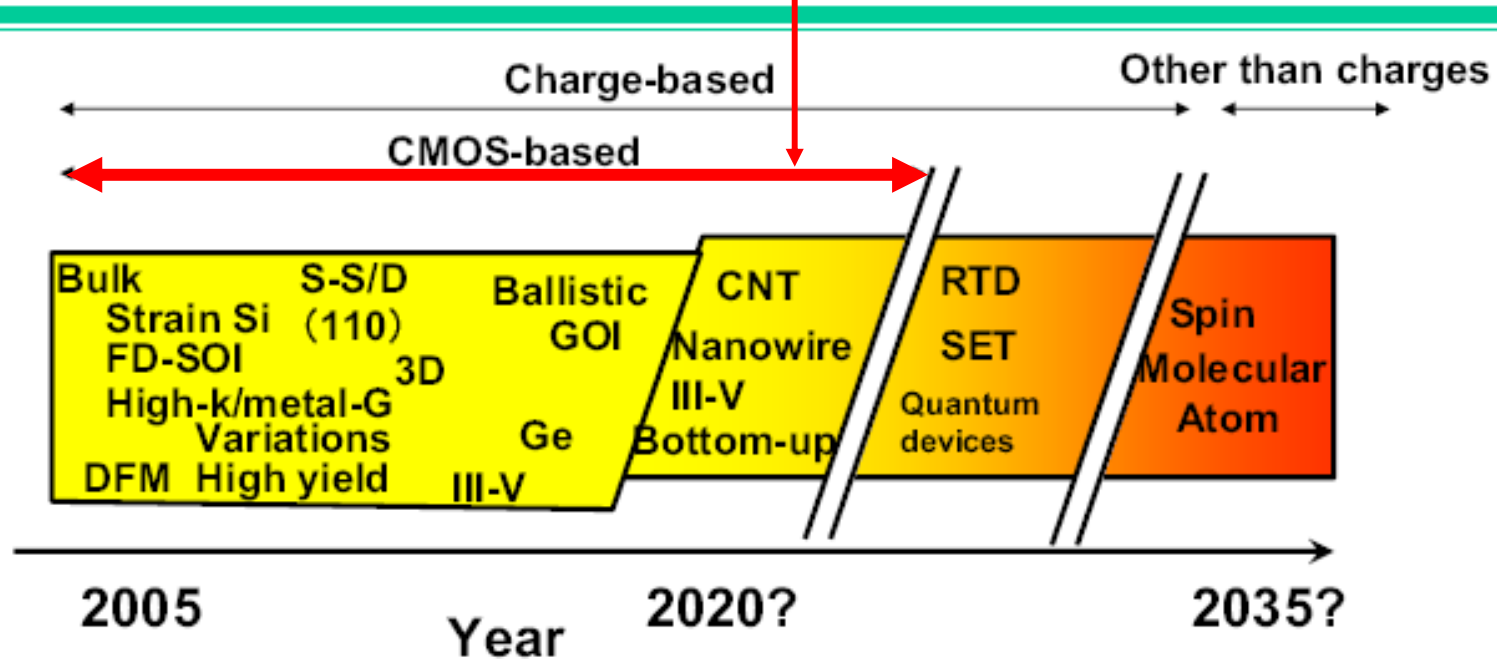 Charge-based
Other than charges
CMOS-based
Bulk
S-S/D
Strain Si
（110）
FD-SOI
3D
High-k/metal-G
Variations
DFM
High yield
Ballistic
GOI
Ge
III-V
CNT
Nanowire
III-V
Bottom-up
RTD
SET
Quantum
devices
Spin
Molecular
Atom
2005
2020?
2035?
Year